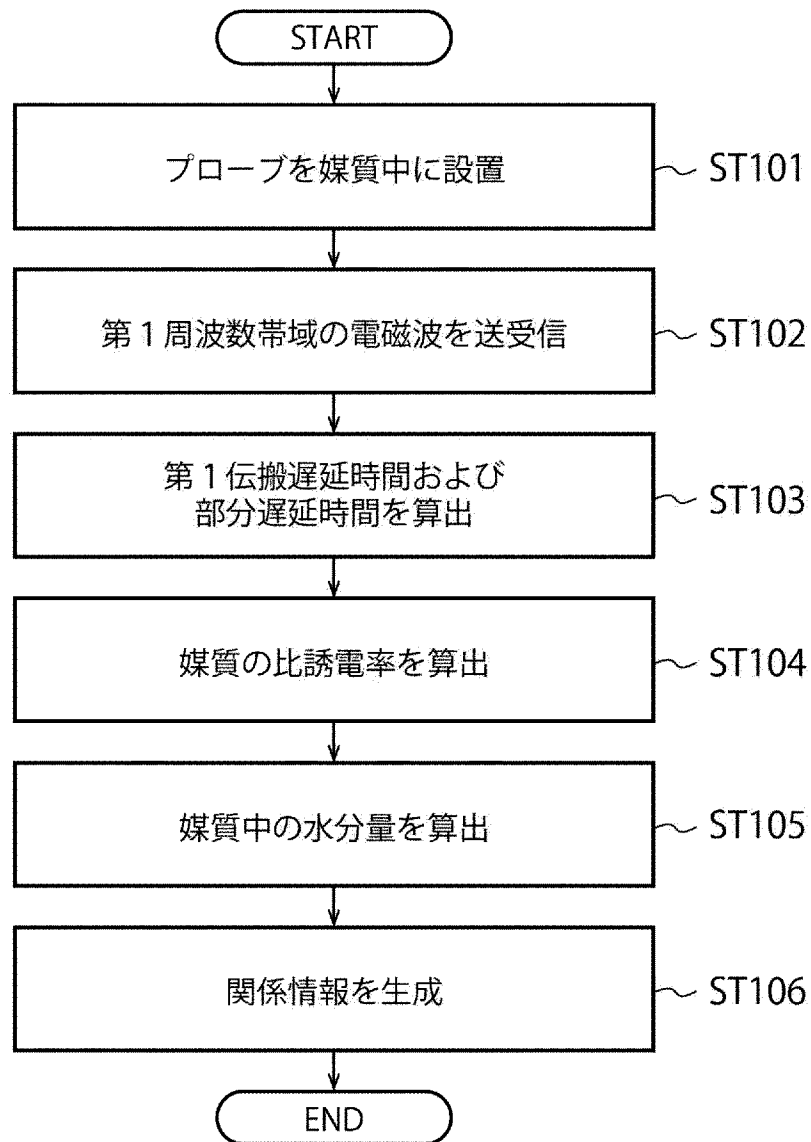 START
プローブを媒質中に設置
ST101
第1周波数帯域の電磁波を送受信
ST102
第1伝搬遅延時間および
部分遅延時間を算出
ST103
媒質の比誘電率を算出
ST104
媒質中の水分量を算出
ST105
関係情報を生成
ST106
END